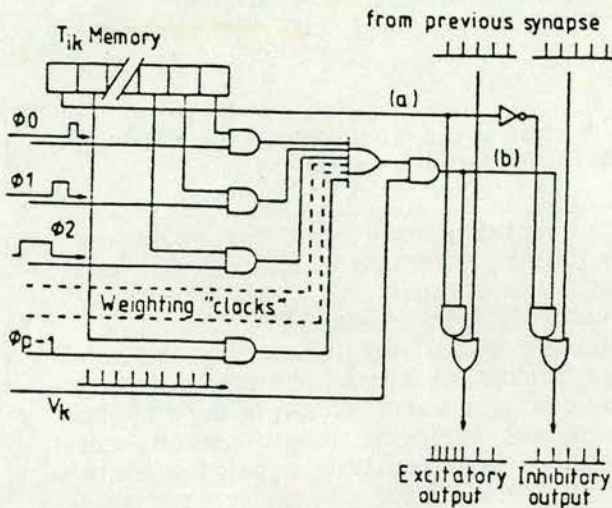 from previous synapse
T_ik Memory
(a)
Φ0
(b)
Φ1
Φ2
Weighting "clocks"
Φp-1
V_k
Excitatory output
Inhibitory output